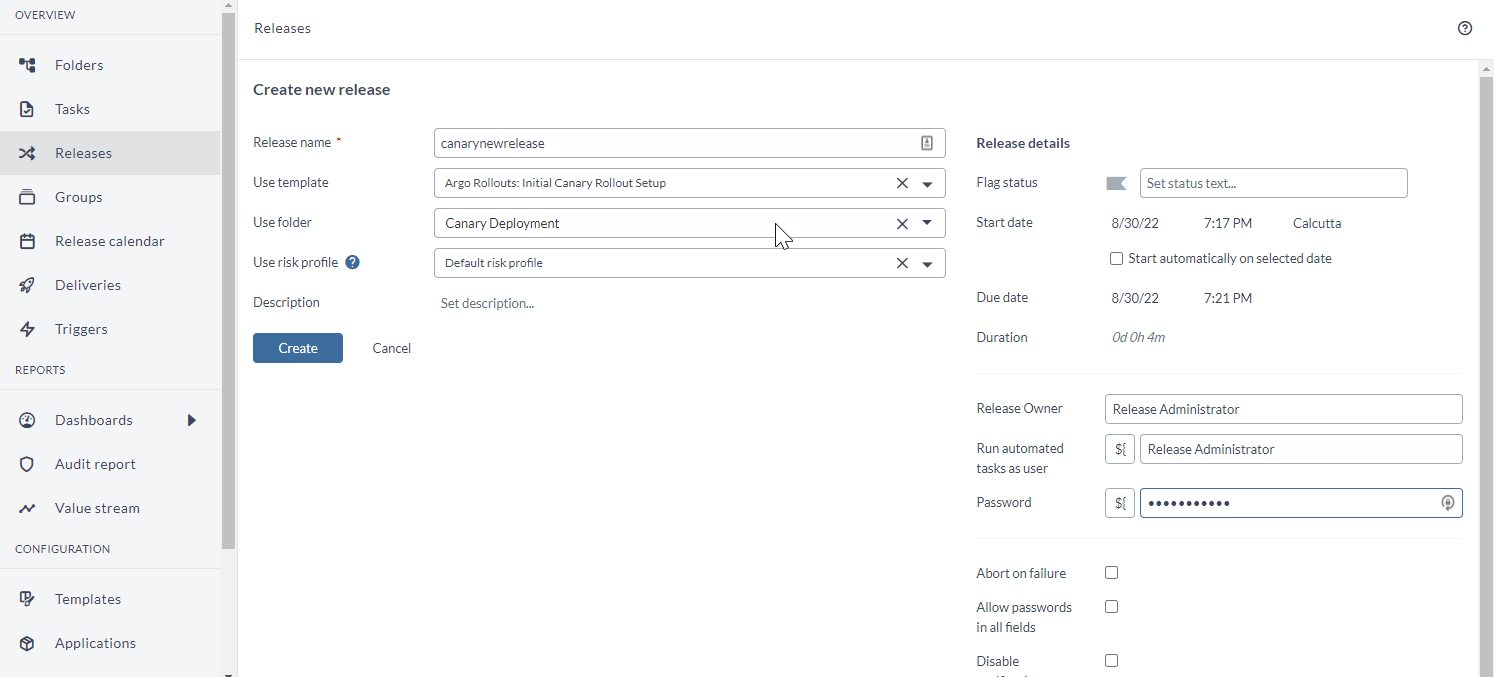 OVERVIEW
Folders
Tasks
Releases
Groups
Release calendar
Deliveries
Triggers
REPORTS
Dashboards
Audit report
Value stream
CONFIGURATION
Templates
Applications
Releases
Create new release
Release name *
canarynewrelease
Use template
Argo Rollouts: Initial Canary Rollout Setup
Use folder
Canary Deployment
Use risk profile ?
Default risk profile
Description
Set description...
Create
Cancel
Release details
Flag status
Set status text...
Start date
8/30/22 7:17 PM Calcutta
Start automatically on selected date
Due date
8/30/22 7:21 PM
Duration
0d 0h 4m
Release Owner
Release Administrator
Run automated
tasks as user
${
Release Administrator
Password
${
•••••••••••
Abort on failure
Allow passwords
in all fields
Disable